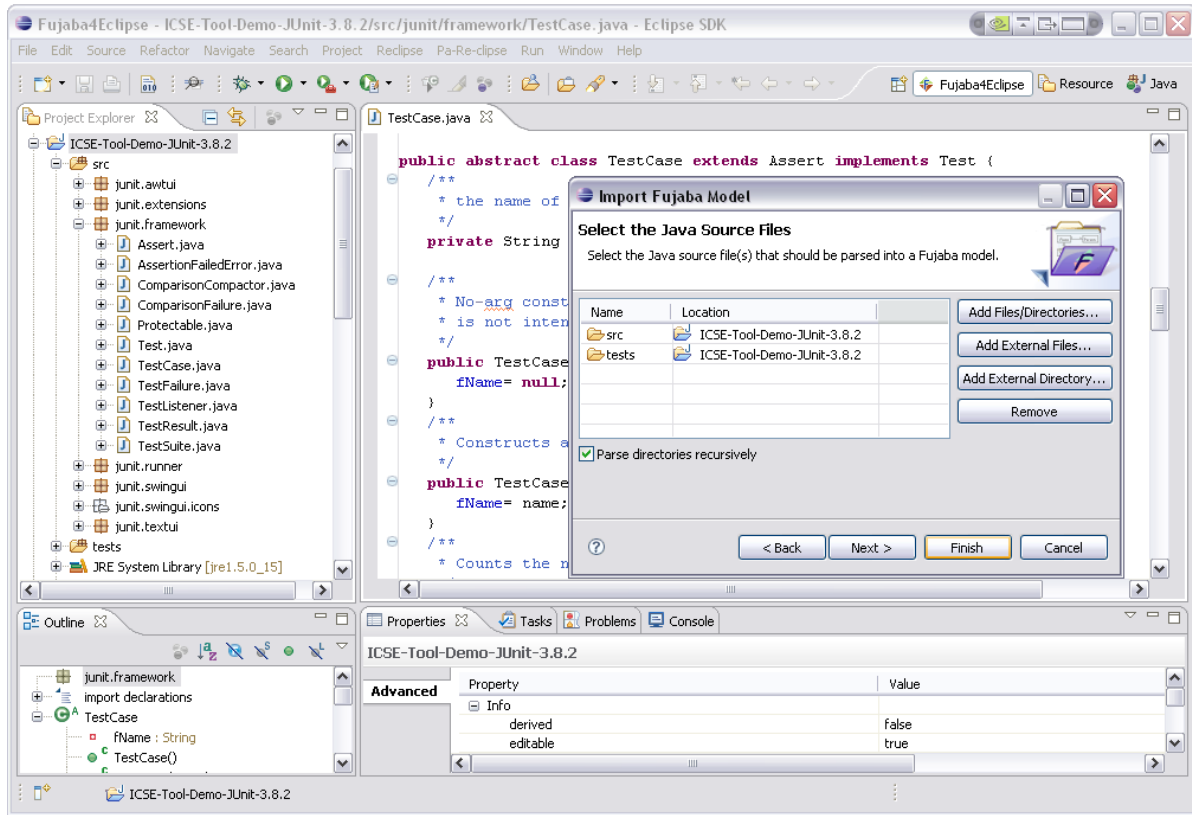 Fujaba4Eclipse - ICSE-Tool-Demo-JUnit-3.8.2/src/junit/framework/TestCase.java - Eclipse SDK
File Edit Source Refactor Navigate Search Project Reclipse Pa-Re-clipse Run Window Help
Fujaba4Eclipse Resource Java
Project Explorer
ICSE-Tool-Demo-JUnit-3.8.2
src
junit.awtui
junit.extensions
junit.framework
Assert.java
AssertionFailedError.java
ComparisonCompactor.java
ComparisonFailure.java
Protectable.java
Test.java
TestCase.java
TestFailure.java
TestListener.java
TestResult.java
TestSuite.java
junit.runner
junit.swingui
junit.swingui.icons
junit.textui
tests
JRE System Library [jre1.5.0_15]
TestCase.java
public abstract class TestCase extends Assert implements Test {
/**
* the name of
*/
private String
/**
* No-arg const
* is not inten
*/
public TestCase
fName= null;
}
/**
* Constructs a
*/
public TestCase
fName= name;
}
/**
* Counts the n
Import Fujaba Model
Select the Java Source Files
Select the Java source file(s) that should be parsed into a Fujaba model.
Name Location
src ICSE-Tool-Demo-JUnit-3.8.2
tests ICSE-Tool-Demo-JUnit-3.8.2
Add Files/Directories...
Add External Files...
Add External Directory...
Remove
Parse directories recursively
< Back Next > Finish Cancel
Outline
junit.framework
import declarations
TestCase
fName : String
TestCase()
Properties Tasks Problems Console
ICSE-Tool-Demo-JUnit-3.8.2
Advanced
Property Value
Info
derived false
editable true
ICSE-Tool-Demo-JUnit-3.8.2